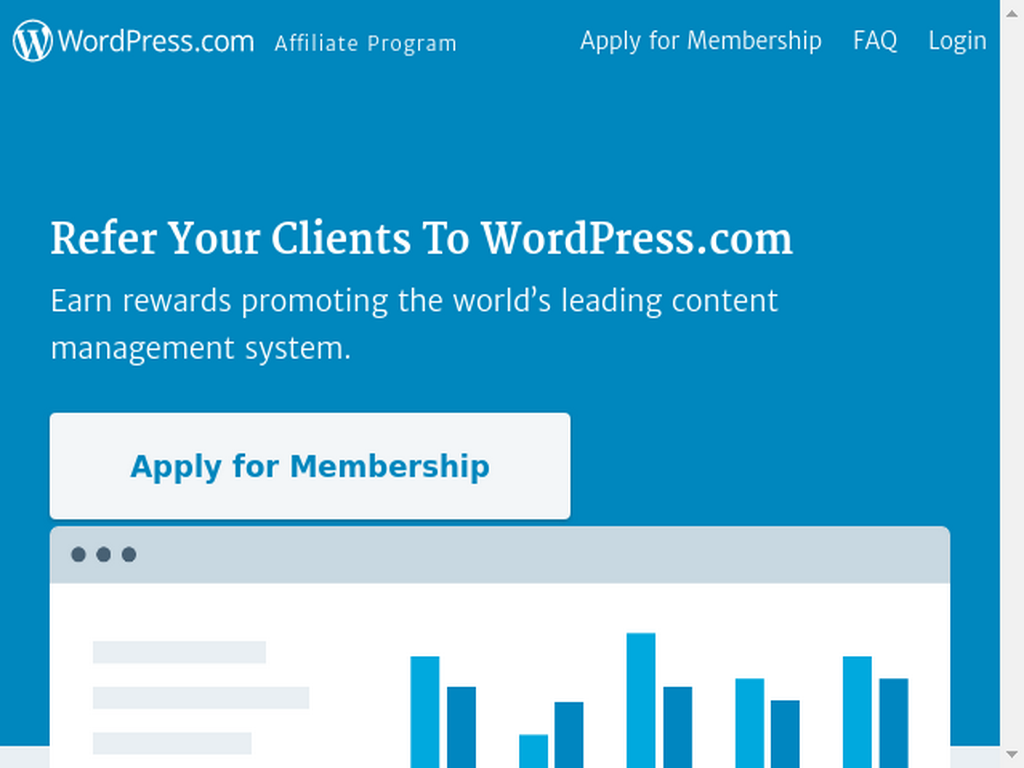 WordPress.com Affiliate Program Apply for Membership FAQ Login
Refer Your Clients To WordPress.com
Earn rewards promoting the world’s leading content
management system.
Apply for Membership